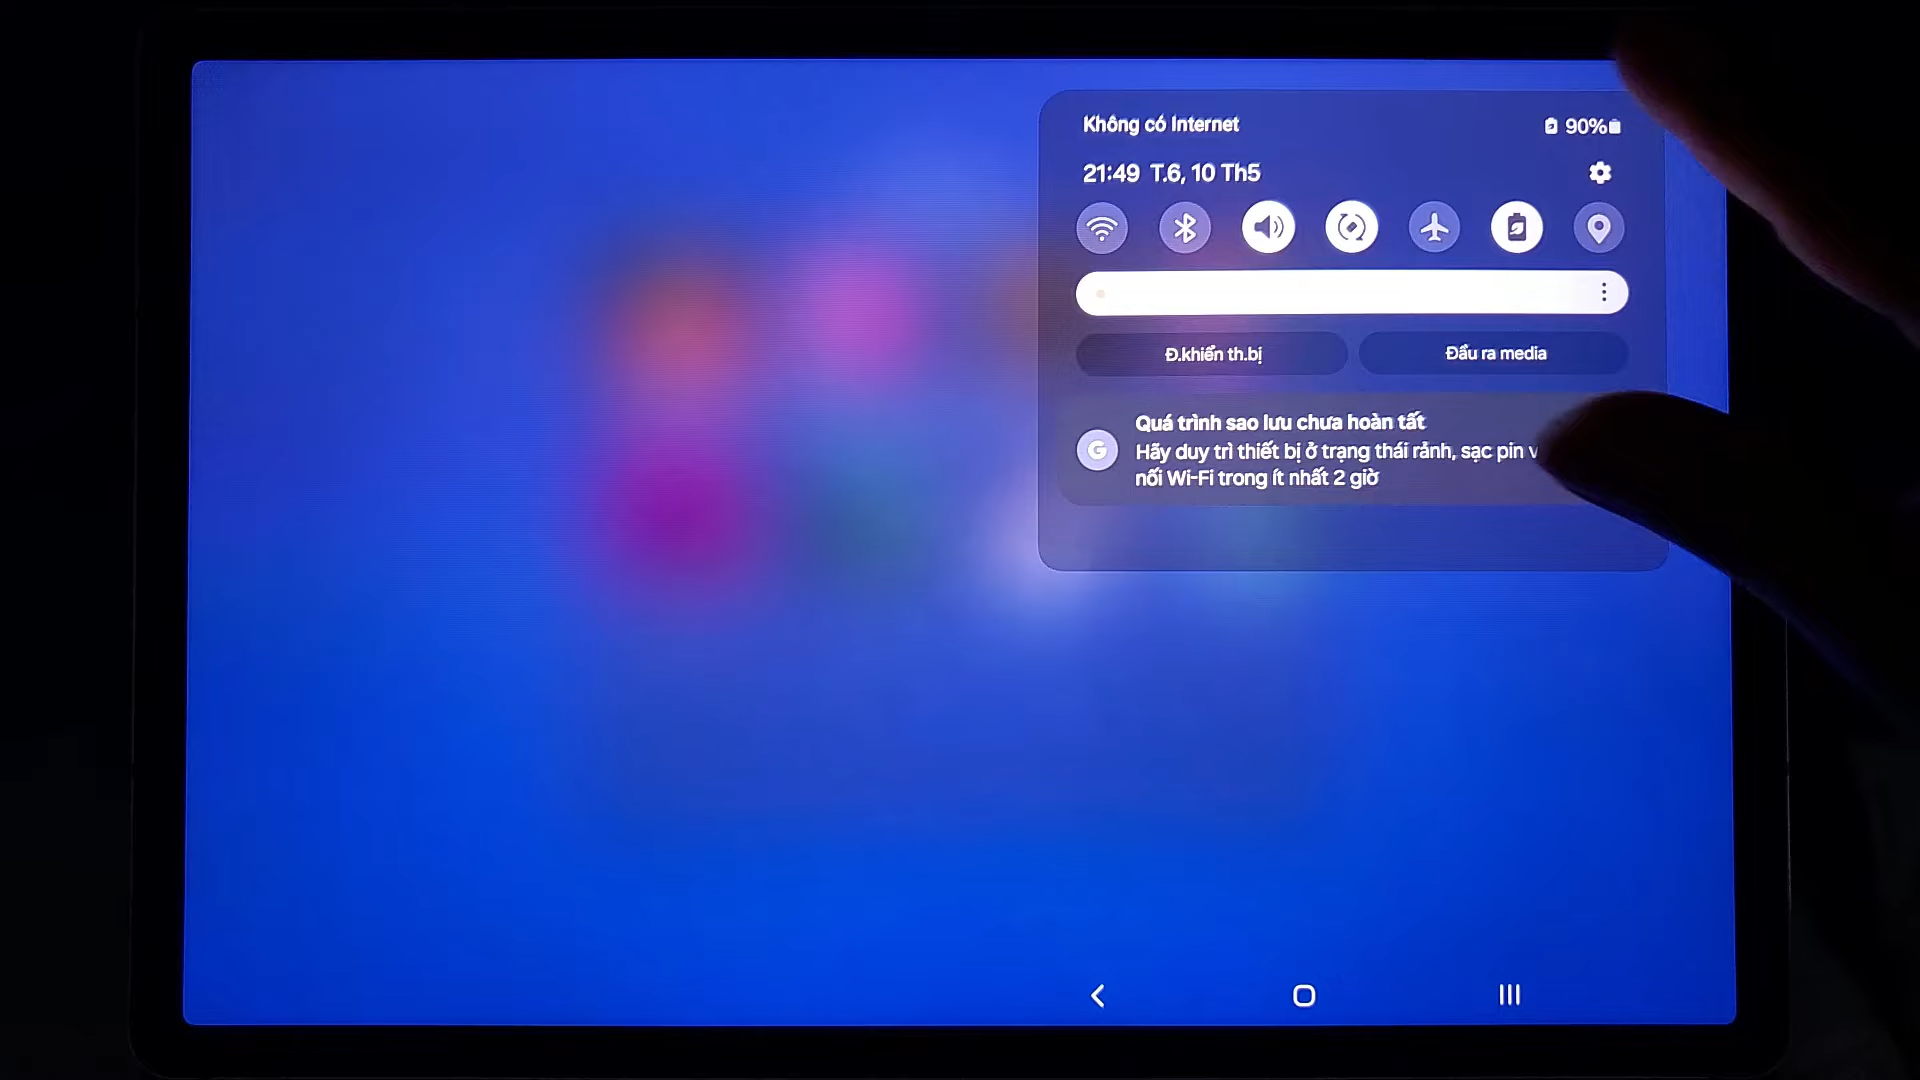 Không có Internet
90%
21:49 T.6, 10 Th5
Đ.khiển th.bị
Đầu ra media
G
Quá trình sao lưu chưa hoàn tất
Hãy duy trì thiết bị ở trạng thái rảnh, sạc pin
nối Wi-Fi trong ít nhất 2 giờ